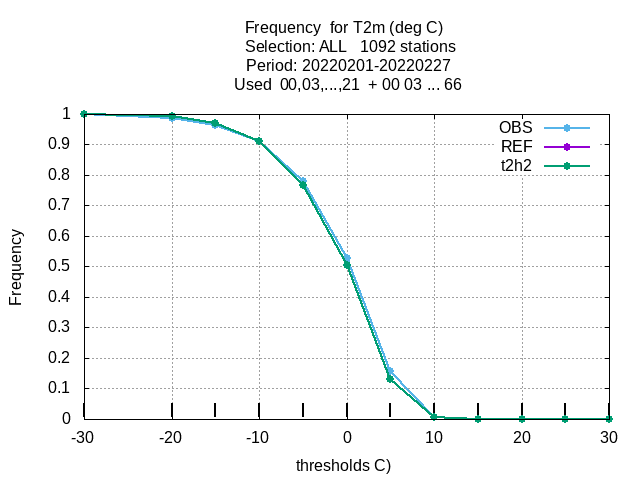 Frequency  for T2m (deg C)
Selection: ALL   1092 stations
Period: 20220201-20220227
Used  00,03,...,21  + 00 03 ... 66
OBS
REF
t2h2
1
0.9
0.8
0.7
0.6
0.5
0.4
0.3
0.2
0.1
0
Frequency
-30
-20
-10
0
10
20
30
thresholds C)